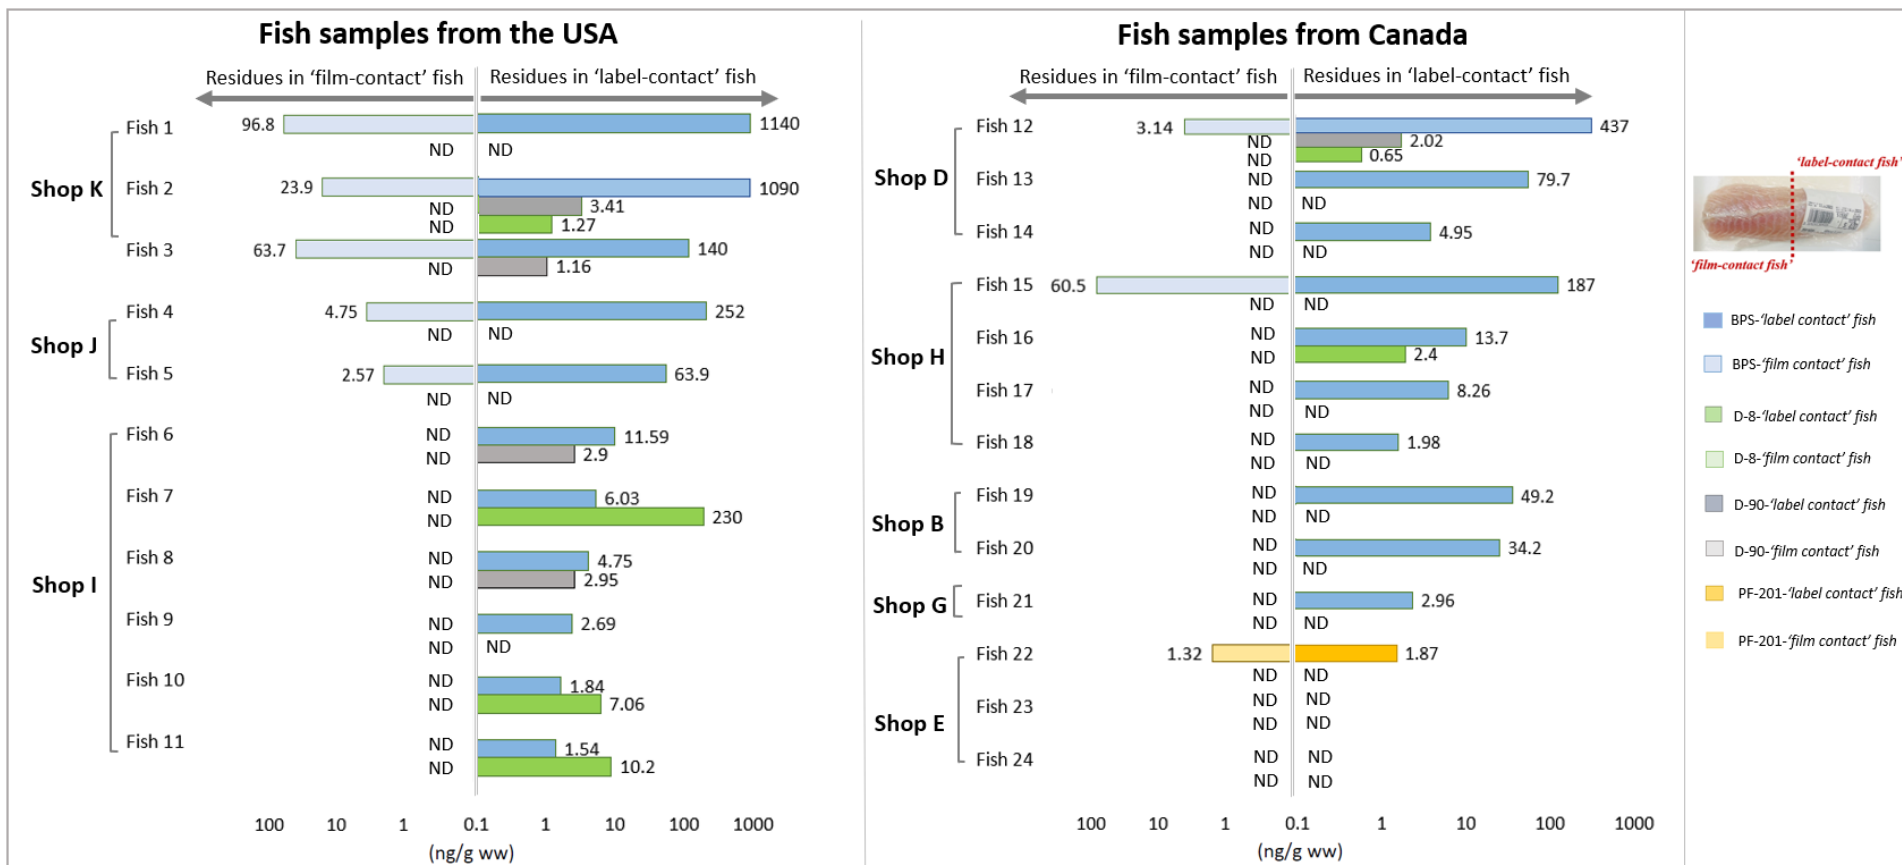 Fish samples from the USA
Residues in 'film-contact' fish Residues in 'label-contact' fish
Shop K
Fish 1 96.8 1140
ND ND
Fish 2 23.9 1090
ND 3.41
ND 1.27
Fish 3 63.7 140
ND 1.16
Shop J
Fish 4 4.75 252
ND ND
Fish 5 2.57 63.9
ND ND
Shop I
Fish 6 ND 11.59
ND 2.9
Fish 7 ND 6.03
ND 230
Fish 8 ND 4.75
ND 2.95
Fish 9 ND 2.69
ND ND
Fish 10 ND 1.84
ND 7.06
Fish 11 ND 1.54
ND 10.2
100 10 1 0.1 1 10 100 1000
(ng/g ww)
Fish samples from Canada
Residues in 'film-contact' fish Residues in 'label-contact' fish
Shop D
Fish 12 3.14 437
ND 2.02
ND 0.65
Fish 13 ND 79.7
ND ND
Fish 14 ND 4.95
ND ND
Shop H
Fish 15 60.5 187
ND ND
Fish 16 ND 13.7
ND 2.4
Fish 17 ND 8.26
ND ND
Fish 18 ND 1.98
ND ND
Shop B
Fish 19 ND 49.2
ND ND
Fish 20 ND 34.2
ND ND
Shop G
Fish 21 ND 2.96
ND ND
Shop E
Fish 22 1.32 1.87
ND ND
Fish 23 ND ND
ND ND
Fish 24 ND ND
ND ND
100 10 1 0.1 1 10 100 1000
(ng/g ww)
'label-contact fish'
'film-contact fish'
BPS-'label contact' fish
BPS-'film contact' fish
D-8-'label contact' fish
D-8-'film contact' fish
D-90-'label contact' fish
D-90-'film contact' fish
PF-201-'label contact' fish
PF-201-'film contact' fish